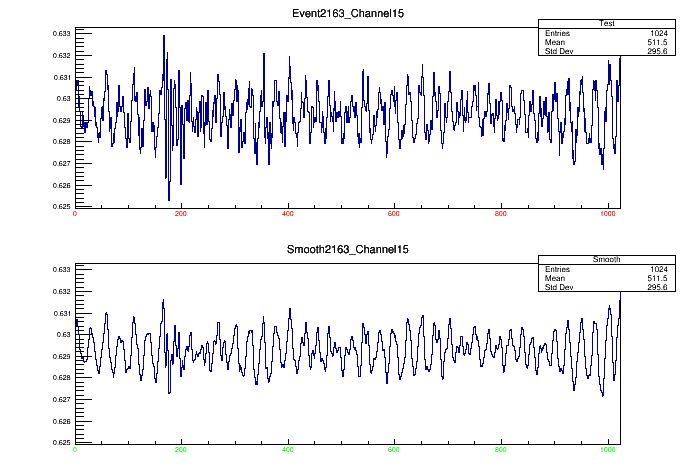 Event2163_Channel15
Test
Entries 1024
Mean 511.5
Std Dev 295.6
0.633
0.632
0.631
0.63
0.629
0.628
0.627
0.626
0.625
0 200 400 600 800 1000
Smooth2163_Channel15
Smooth
Entries 1024
Mean 511.5
Std Dev 295.6
0.633
0.632
0.631
0.63
0.629
0.628
0.627
0.626
0.625
0 200 400 600 800 1000